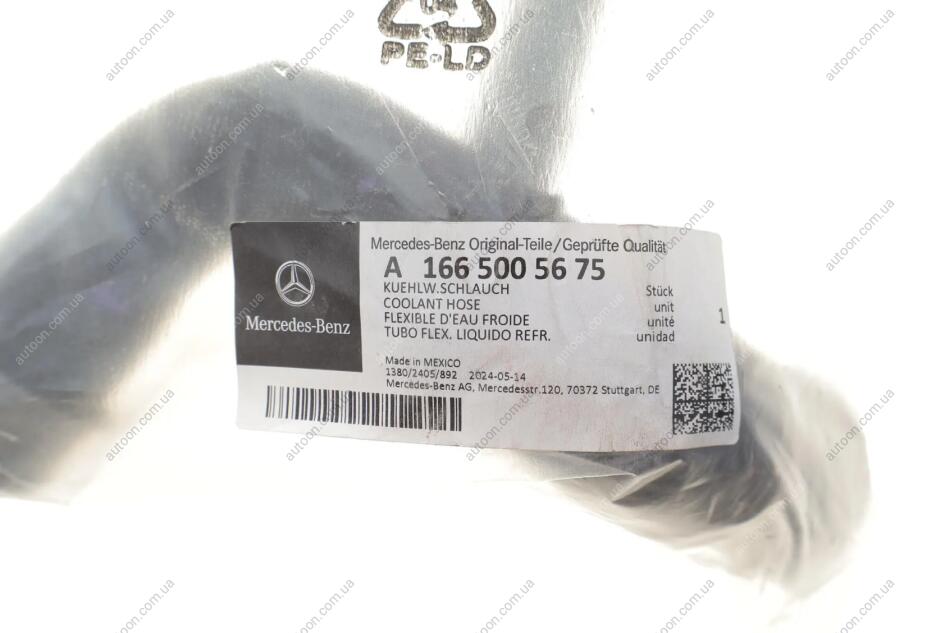 04
PE-LD
Mercedes-Benz Original-Teile/Geprüfte Qualität
A 166 500 56 75
KUEHLW.SCHLAUCH Stück
COOLANT HOSE unit
FLEXIBLE D'EAU FROIDE unité 1
TUBO FLEX. LIQUIDO REFR. unidad
Mercedes-Benz
Made in MEXICO
1380/2405/892 2024-05-14
Mercedes-Benz AG, Mercedesstr.120, 70372 Stuttgart, DE
autoon.com.ua